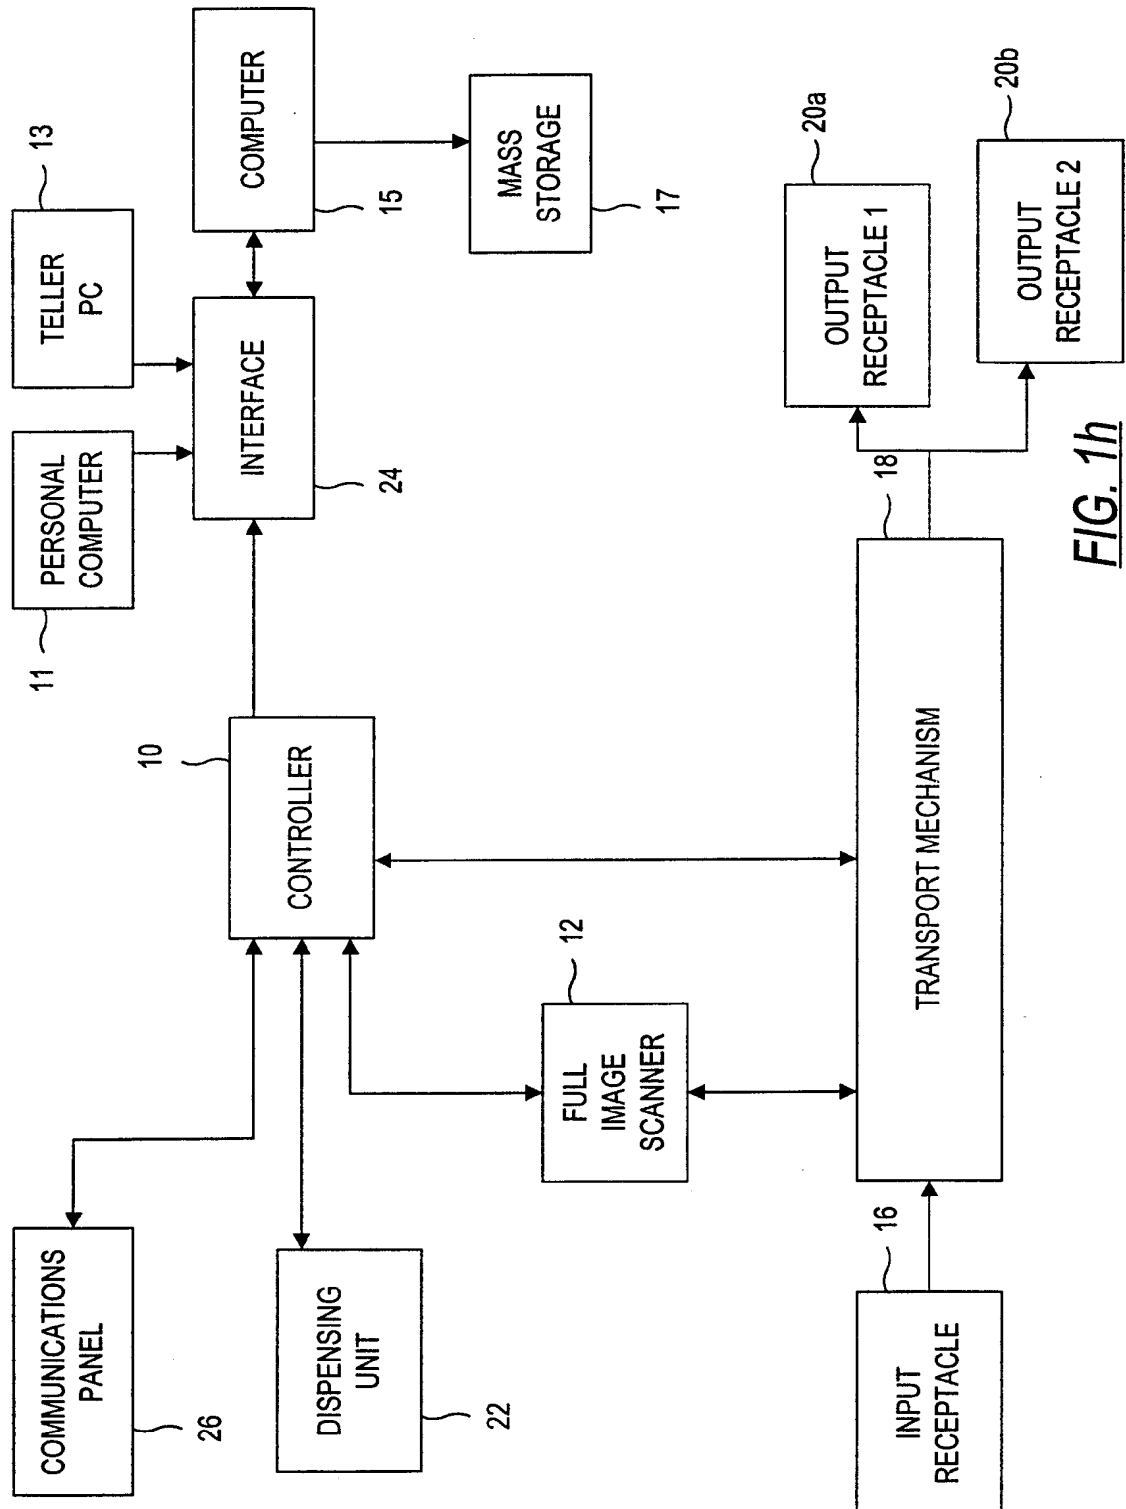 COMMUNICATIONS
PANEL
26
DISPENSING
UNIT
22
CONTROLLER
10
PERSONAL
COMPUTER
11
TELLER
PC
13
INTERFACE
24
COMPUTER
15
MASS
STORAGE
17
FULL
IMAGE
SCANNER
12
INPUT
RECEPTACLE
16
TRANSPORT MECHANISM
18
OUTPUT
RECEPTACLE 1
20a
OUTPUT
RECEPTACLE 2
20b
FIG. 1h